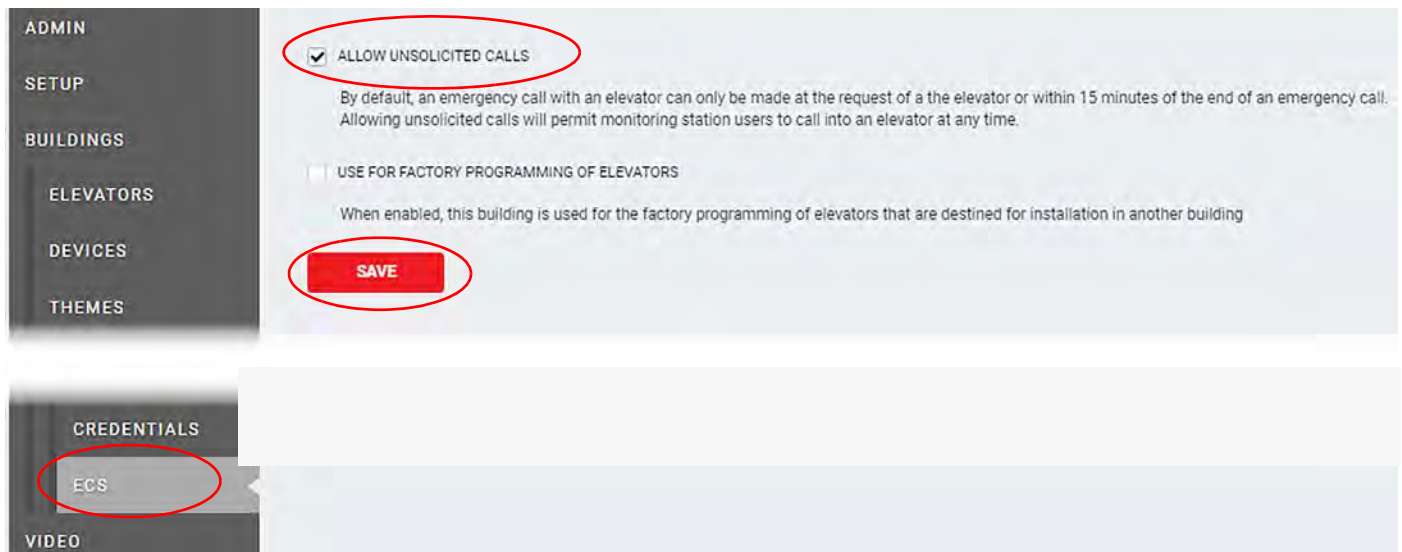 ADMIN
SETUP
BUILDINGS
ELEVATORS
DEVICES
THEMES
ALLOW UNSOLICITED CALLS
By default, an emergency call with an elevator can only be made at the request of a the elevator or within 15 minutes of the end of an emergency call.
Allowing unsolicited calls will permit monitoring station users to call into an elevator at any time.
USE FOR FACTORY PROGRAMMING OF ELEVATORS
When enabled, this building is used for the factory programming of elevators that are destined for installation in another building
SAVE
CREDENTIALS
ECS
VIDEO